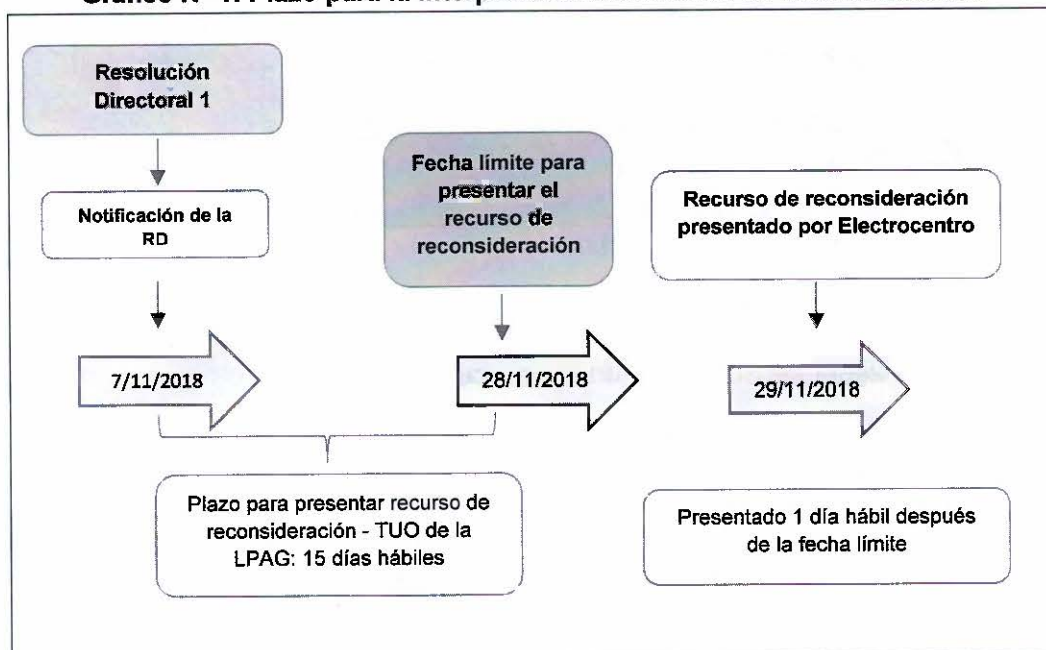 Resolución
Directoral 1
Notificación de la
RD
Fecha límite para
presentar el
recurso de
reconsideración
Recurso de reconsideración
presentado por Electrocentro
7/11/2018
28/11/2018
29/11/2018
Plazo para presentar recurso de
reconsideración - TUO de la
LPAG: 15 días hábiles
Presentado 1 día hábil después
de la fecha límite